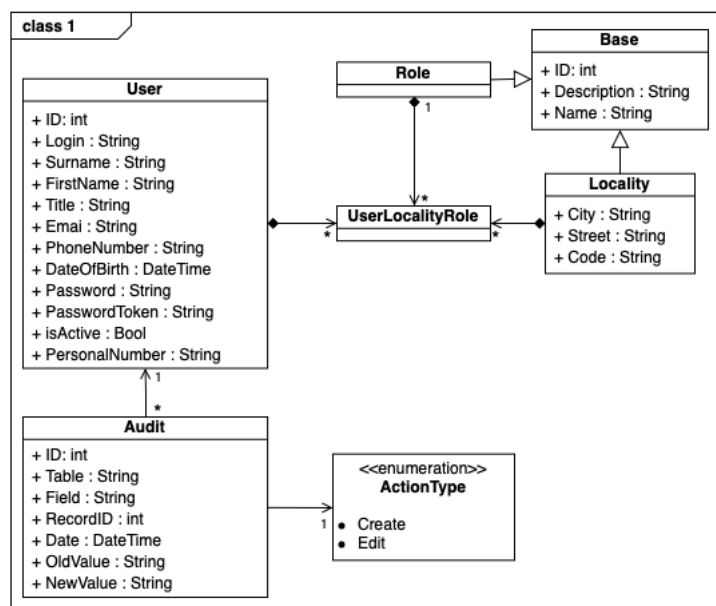 class 1
User
+ ID: int
+ Login : String
+ Surname : String
+ FirstName : String
+ Title : String
+ Emai : String
+ PhoneNumber : String
+ DateOfBirth : DateTime
+ Password : String
+ PasswordToken : String
+ isActive : Bool
+ PersonalNumber : String
Role
1
*
Base
+ ID: int
+ Description : String
+ Name : String
UserLocalityRole
*
*
Locality
+ City : String
+ Street : String
+ Code : String
1
*
Audit
+ ID: int
+ Table : String
+ Field : String
+ RecordID : int
+ Date : DateTime
+ OldValue : String
+ NewValue : String
1
<<enumeration>>
ActionType
• Create
• Edit